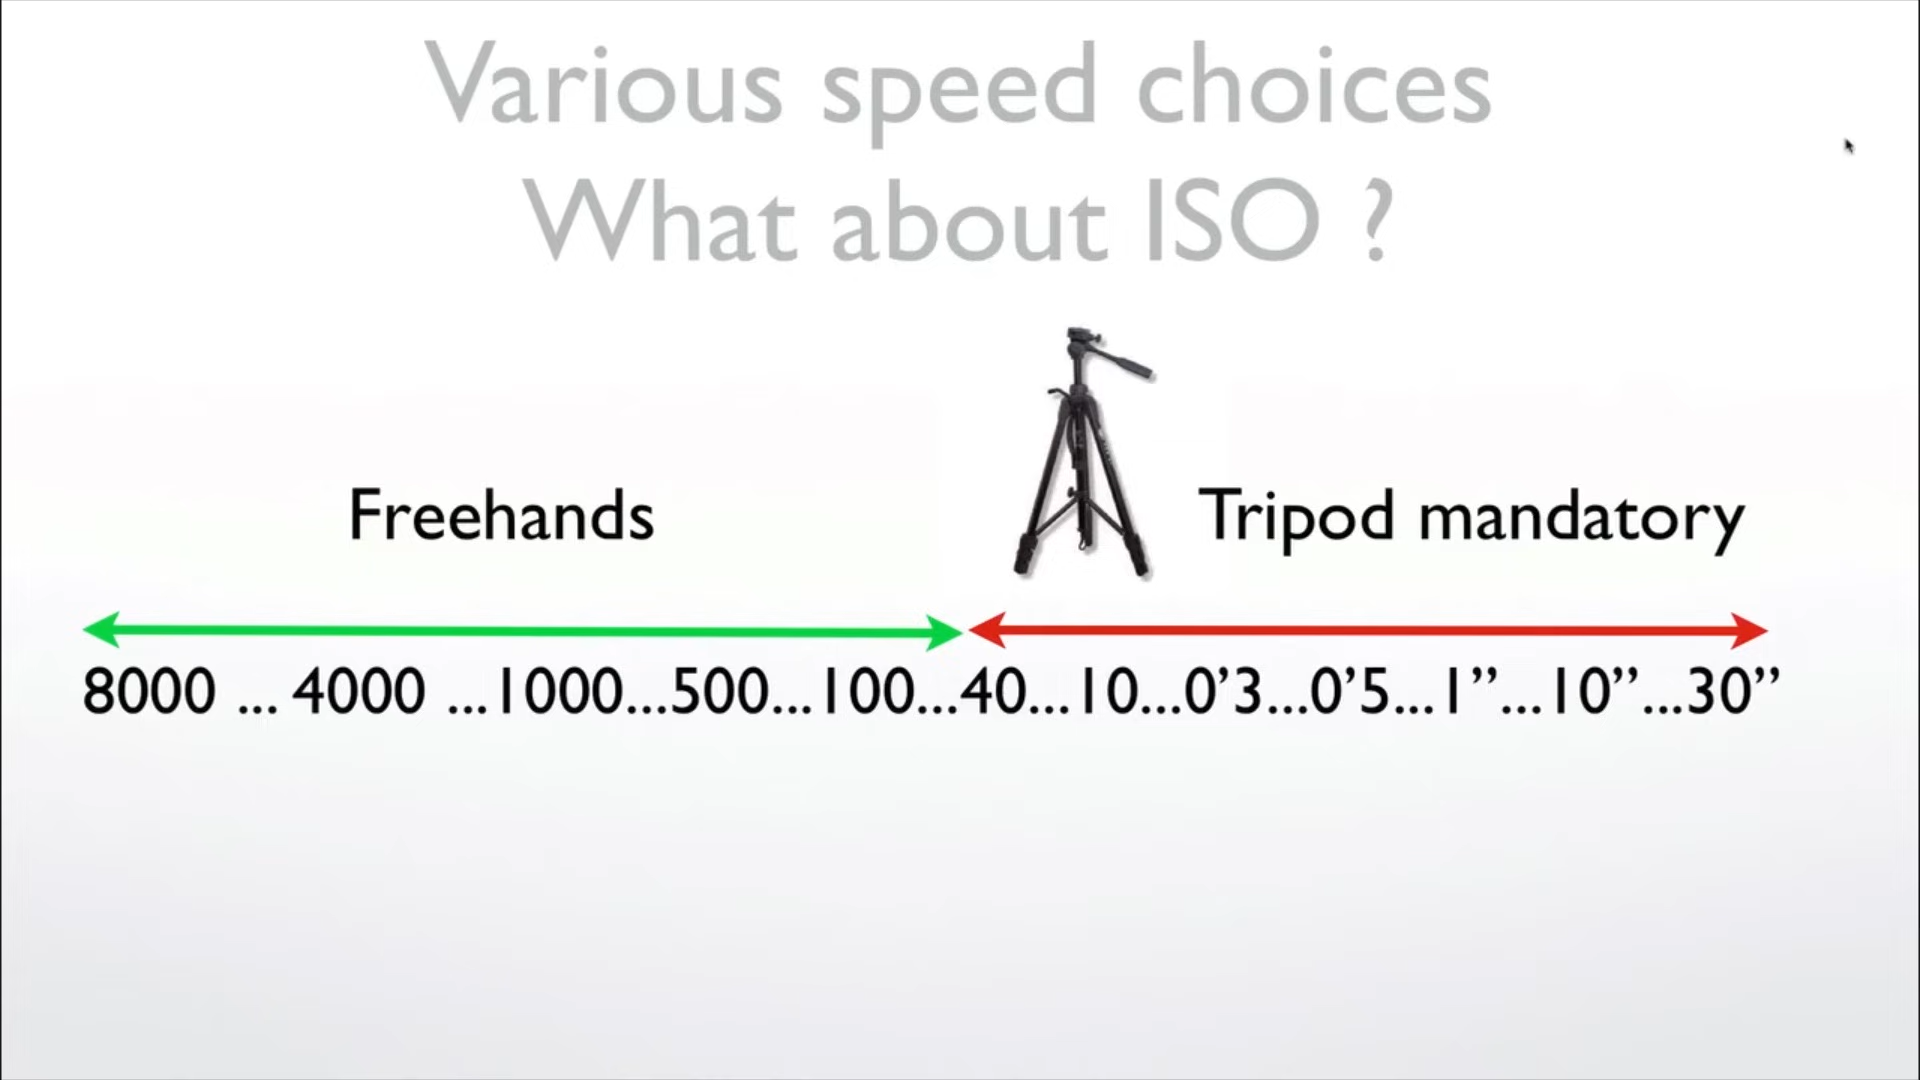 Various speed choices
What about ISO ?
Freehands
Tripod mandatory
8000 ... 4000 ...1000...500...100...40...10...0’3...0’5...1”...10”...30”